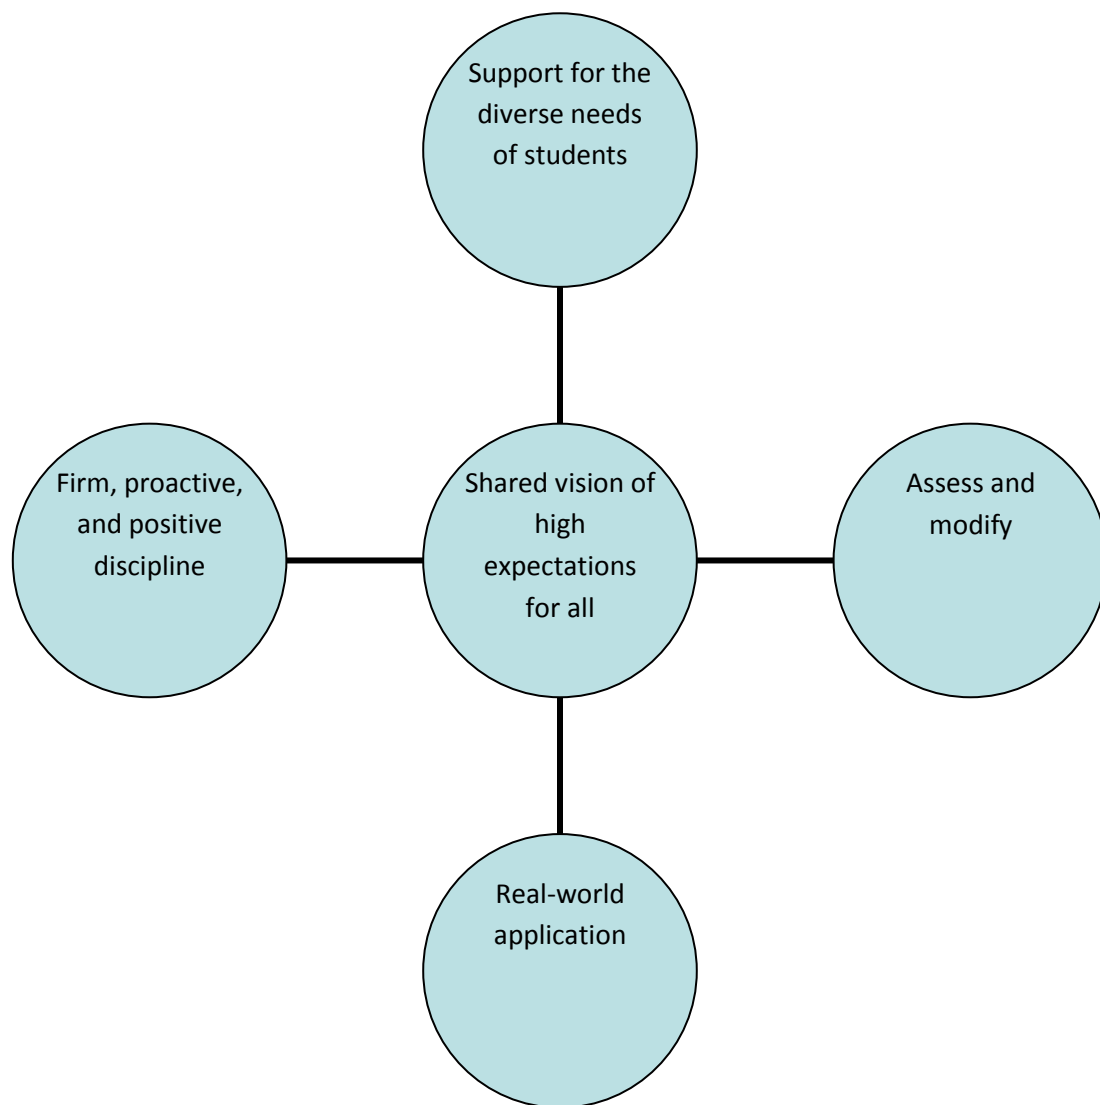 Support for the
diverse needs
of students
Firm, proactive,
and positive
discipline
Shared vision of
high
expectations
for all
Assess and
modify
Real-world
application